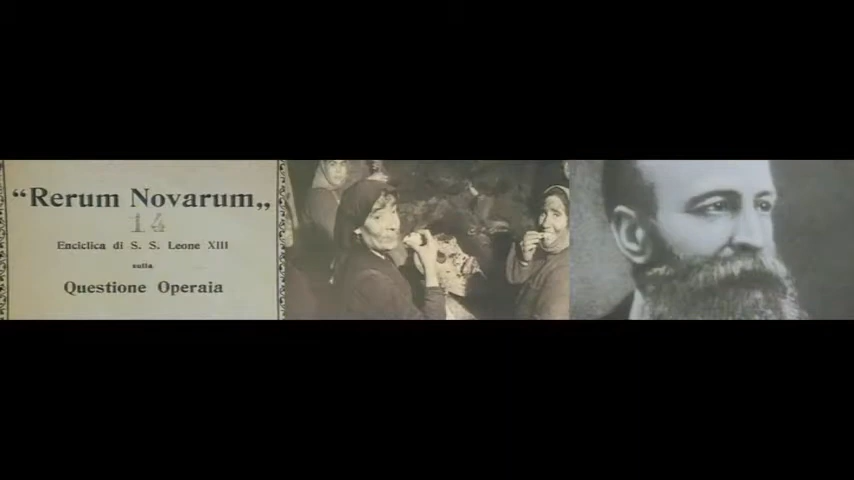 “Rerum Novarum„
14
Enciclica di S. S. Leone XIII
sulla
Questione Operaia